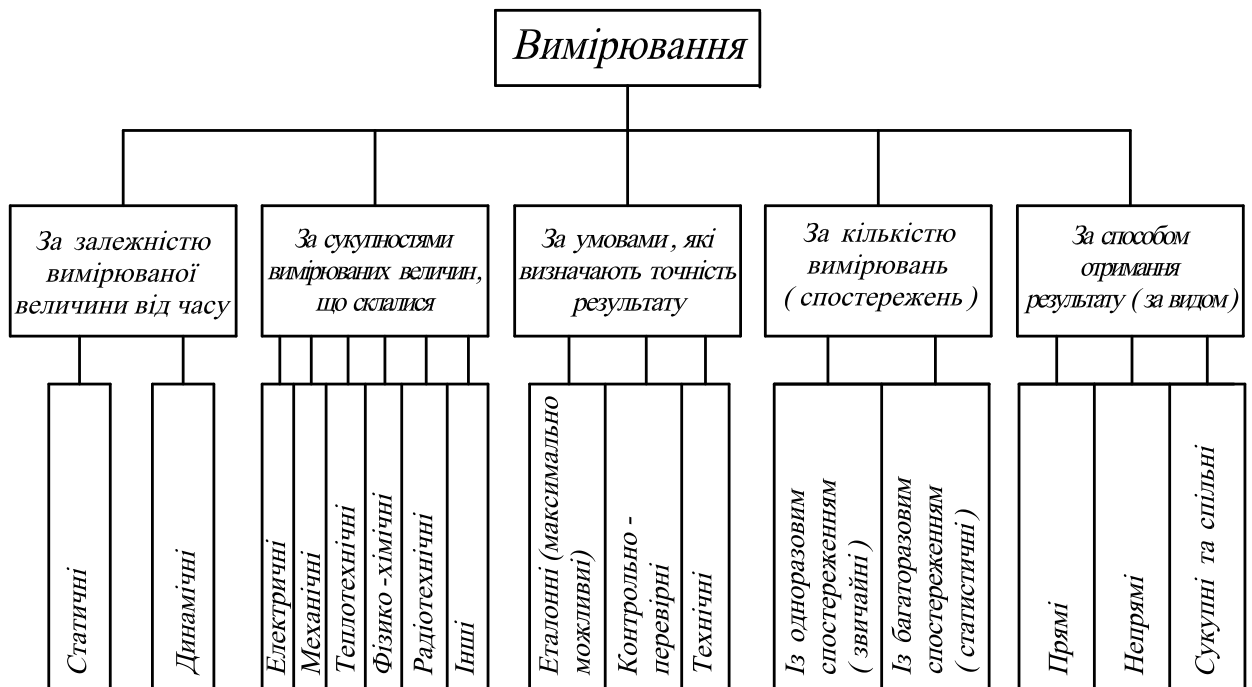 Вимірювання
За залежністю
вимірюваної
величини від часу
За сукупностями
вимірюваних величин,
що склалися
За умовами, які
визначають точність
результату
За кількістю
вимірювань
( спостережень )
За способом
отримання
результату ( за видом )
Статичні
Динамічні
Електричні
Механічні
Теплотехнічні
Фізико -хімічні
Радіотехнічні
Інші
Еталонні (максимально
можливиі)
Контрольно -
перевірні
Технічні
Із одноразовим
спостереженням
( звичайні )
Із багаторазовим
спостереженням
(статистичні )
Прямі
Непрямі
Сукупні та спільні